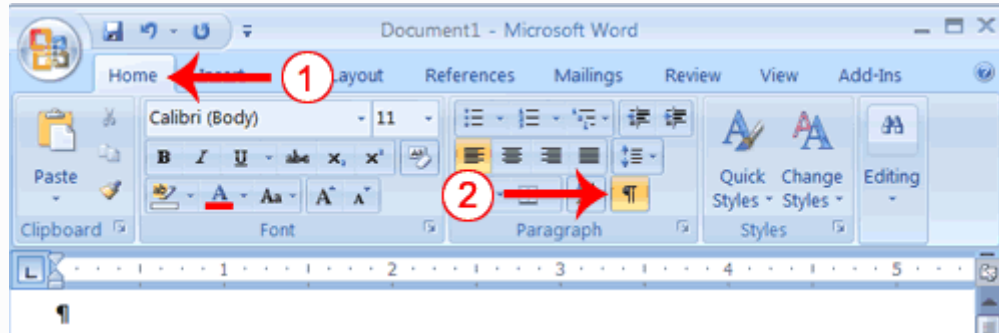 Document1 - Microsoft Word
Home Insert 1 Layout References Mailings Review View Add-Ins
Calibri (Body) 11
B I U abc x, x²
Paste
A Aa A A
2 ¶
Quick Styles
Change Styles
Editing
Clipboard Font Paragraph Styles
L 1 2 3 4 5
¶